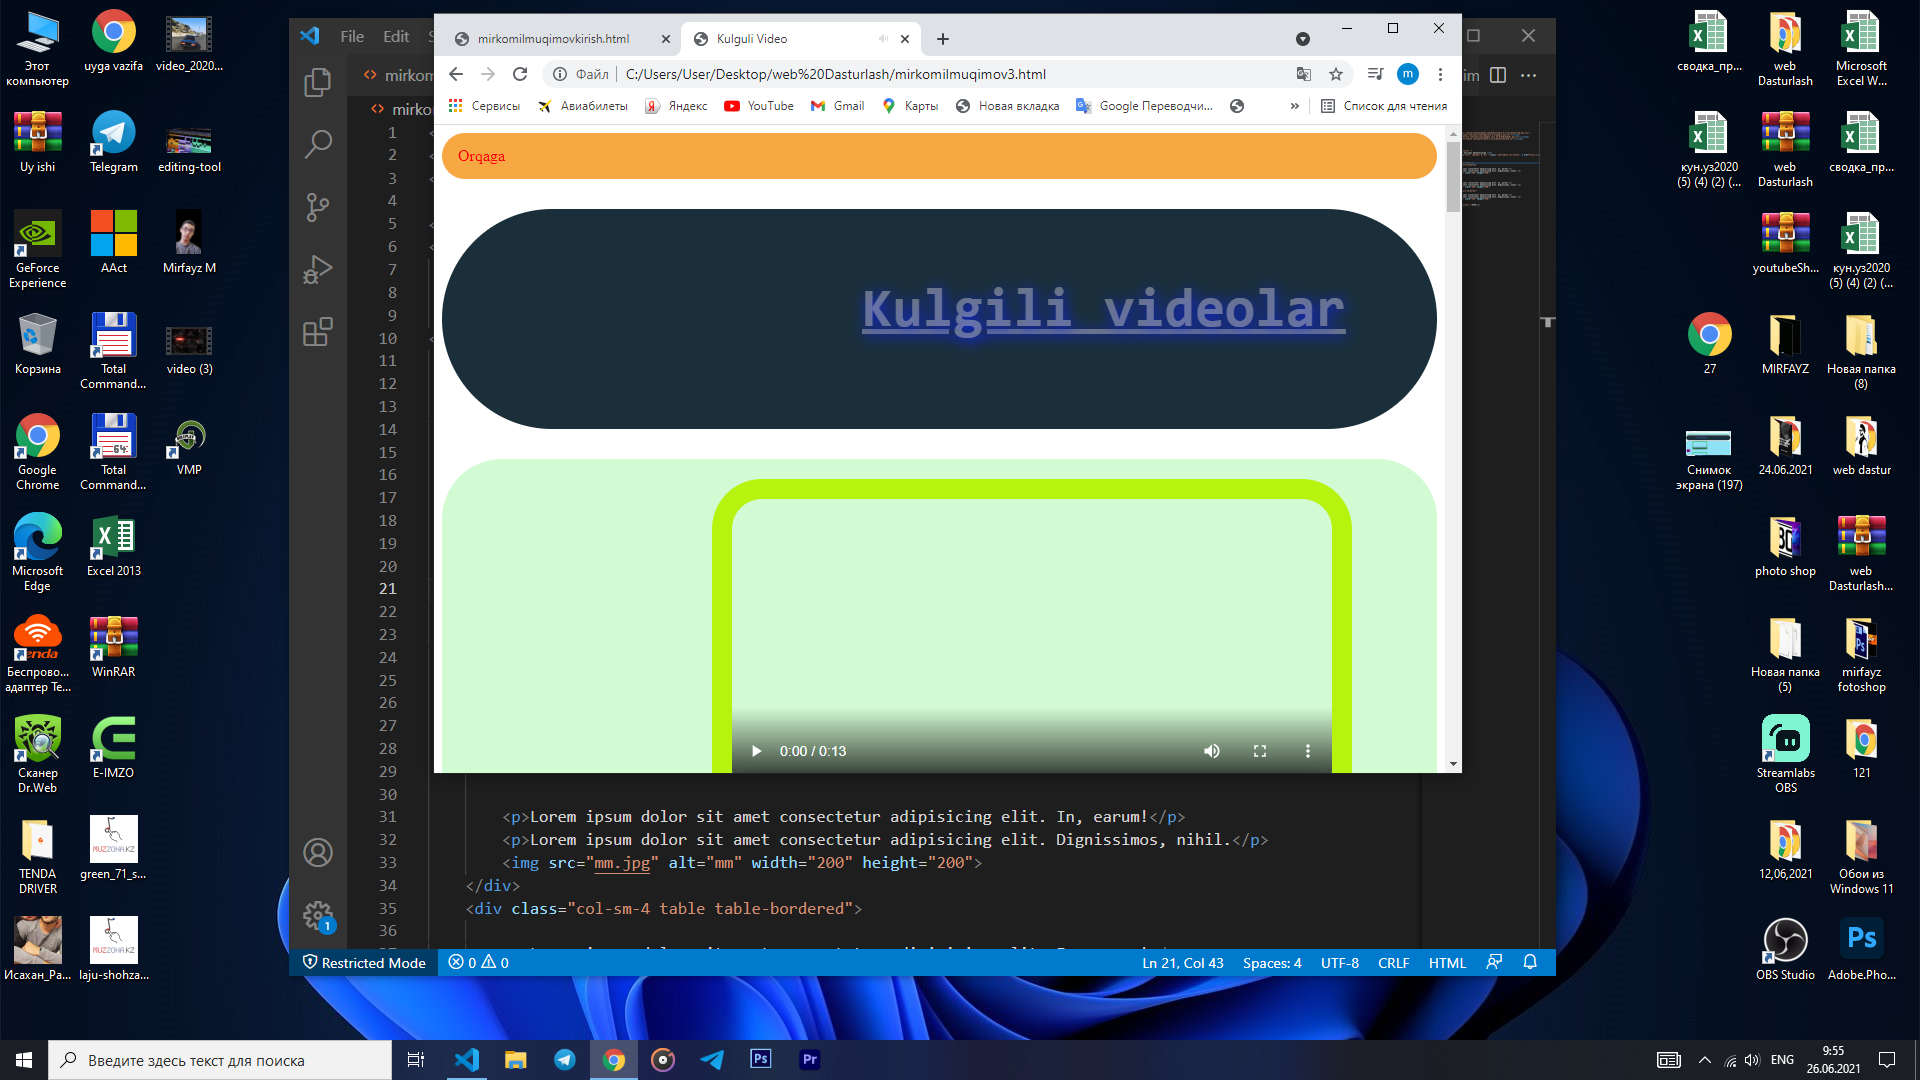 Этот компьютер
uyga vazifa
video_2020...
Uy ishi
Telegram
editing-tool
GeForce Experience
AAct
Mirfayz M
Корзина
Total Command...
video (3)
Google Chrome
Total Command...
VMP
Microsoft Edge
Excel 2013
Беспрово... адаптер Te...
WinRAR
Сканер Dr.Web
E-IMZO
TENDA DRIVER
green_71_s...
Исахан_Ра...
laju-shohza...
File Edit
mirkomilmuqimovkirish.html
Kulguli Video
Файл
C:/Users/User/Desktop/web%20Dasturlash/mirkomilmuqimov3.html
m
Сервисы
Авиабилеты
Яндекс
YouTube
Gmail
Карты
Новая вкладка
Google Переводчи...
»
Список для чтения
Orqaga
Kulgili videolar
0:00 / 0:13
1
2
3
4
5
6
7
8
9
10
11
12
13
14
15
16
17
18
19
20
21
22
23
24
25
26
27
28
29
30
31 <p>Lorem ipsum dolor sit amet consectetur adipisicing elit. In, earum!</p>
32 <p>Lorem ipsum dolor sit amet consectetur adipisicing elit. Dignissimos, nihil.</p>
33 <img src="mm.jpg" alt="mm" width="200" height="200">
34 </div>
35 <div class="col-sm-4 table table-bordered">
36
Restricted Mode
0
0
Ln 21, Col 43
Spaces: 4
UTF-8
CRLF
HTML
сводка_пр...
web Dasturlash
Microsoft Excel W...
кун.уз2020 (5) (4) (2) (...
web Dasturlash
сводка_пр...
youtubeSh...
кун.уз2020 (5) (4) (2) (...
27
MIRFAYZ
Новая папка (8)
Снимок экрана (197)
24.06.2021
web dastur
photo shop
web Dasturlash...
Новая папка (5)
mirfayz fotoshop
Streamlabs OBS
121
12,06,2021
Обои из Windows 11
OBS Studio
Adobe.Pho...
Введите здесь текст для поиска
Ps
Pr
ENG
9:55
26.06.2021